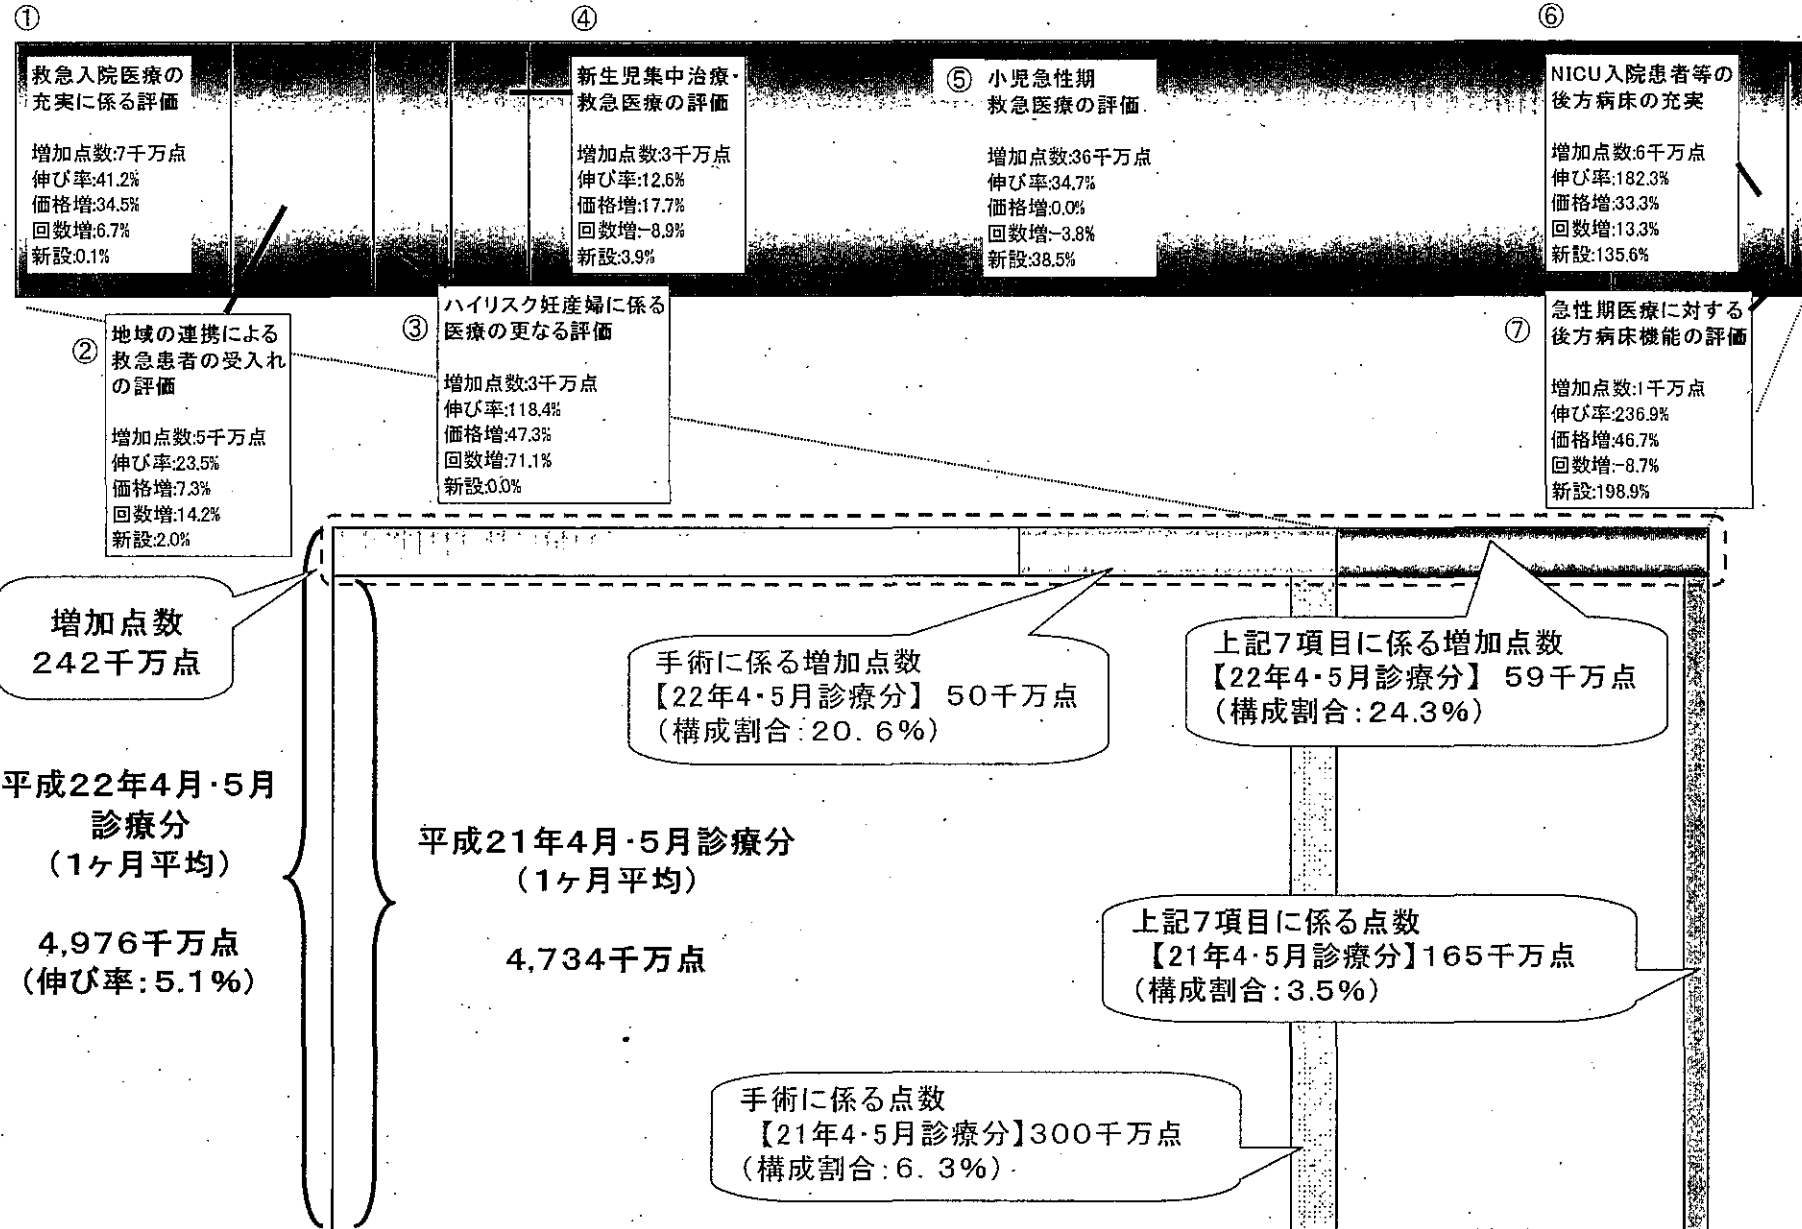 ①
救急入院医療の
充実に係る評価
増加点数:7千万点
伸び率:41.2%
価格増:34.5%
回数増:6.7%
新設:0.1%
④
新生児集中治療・
救急医療の評価
増加点数:3千万点
伸び率:12.6%
価格増:17.7%
回数増:-8.9%
新設:3.9%
⑤ 小児急性期
救急医療の評価
増加点数:36千万点
伸び率:34.7%
価格増:0.0%
回数増:-3.8%
新設:38.5%
⑥
NICU入院患者等の
後方病床の充実
増加点数:6千万点
伸び率:182.3%
価格増:33.3%
回数増:13.3%
新設:135.6%
②
地域の連携による
救急患者の受入れ
の評価
増加点数:5千万点
伸び率:23.5%
価格増:7.3%
回数増:14.2%
新設:2.0%
③
ハイリスク妊産婦に係る
医療の更なる評価
増加点数:3千万点
伸び率:118.4%
価格増:47.3%
回数増:71.1%
新設:0.0%
⑦
急性期医療に対する
後方病床機能の評価
増加点数:1千万点
伸び率:236.9%
価格増:46.7%
回数増:-8.7%
新設:198.9%
増加点数
242千万点
手術に係る増加点数
【22年4・5月診療分】 50千万点
(構成割合:20.6%)
上記7項目に係る増加点数
【22年4・5月診療分】 59千万点
(構成割合:24.3%)
平成22年4月・5月
診療分
(1ヶ月平均)
4,976千万点
(伸び率:5.1%)
平成21年4月・5月診療分
(1ヶ月平均)
4,734千万点
上記7項目に係る点数
【21年4・5月診療分】165千万点
(構成割合:3.5%)
手術に係る点数
【21年4・5月診療分】300千万点
(構成割合:6.3%)